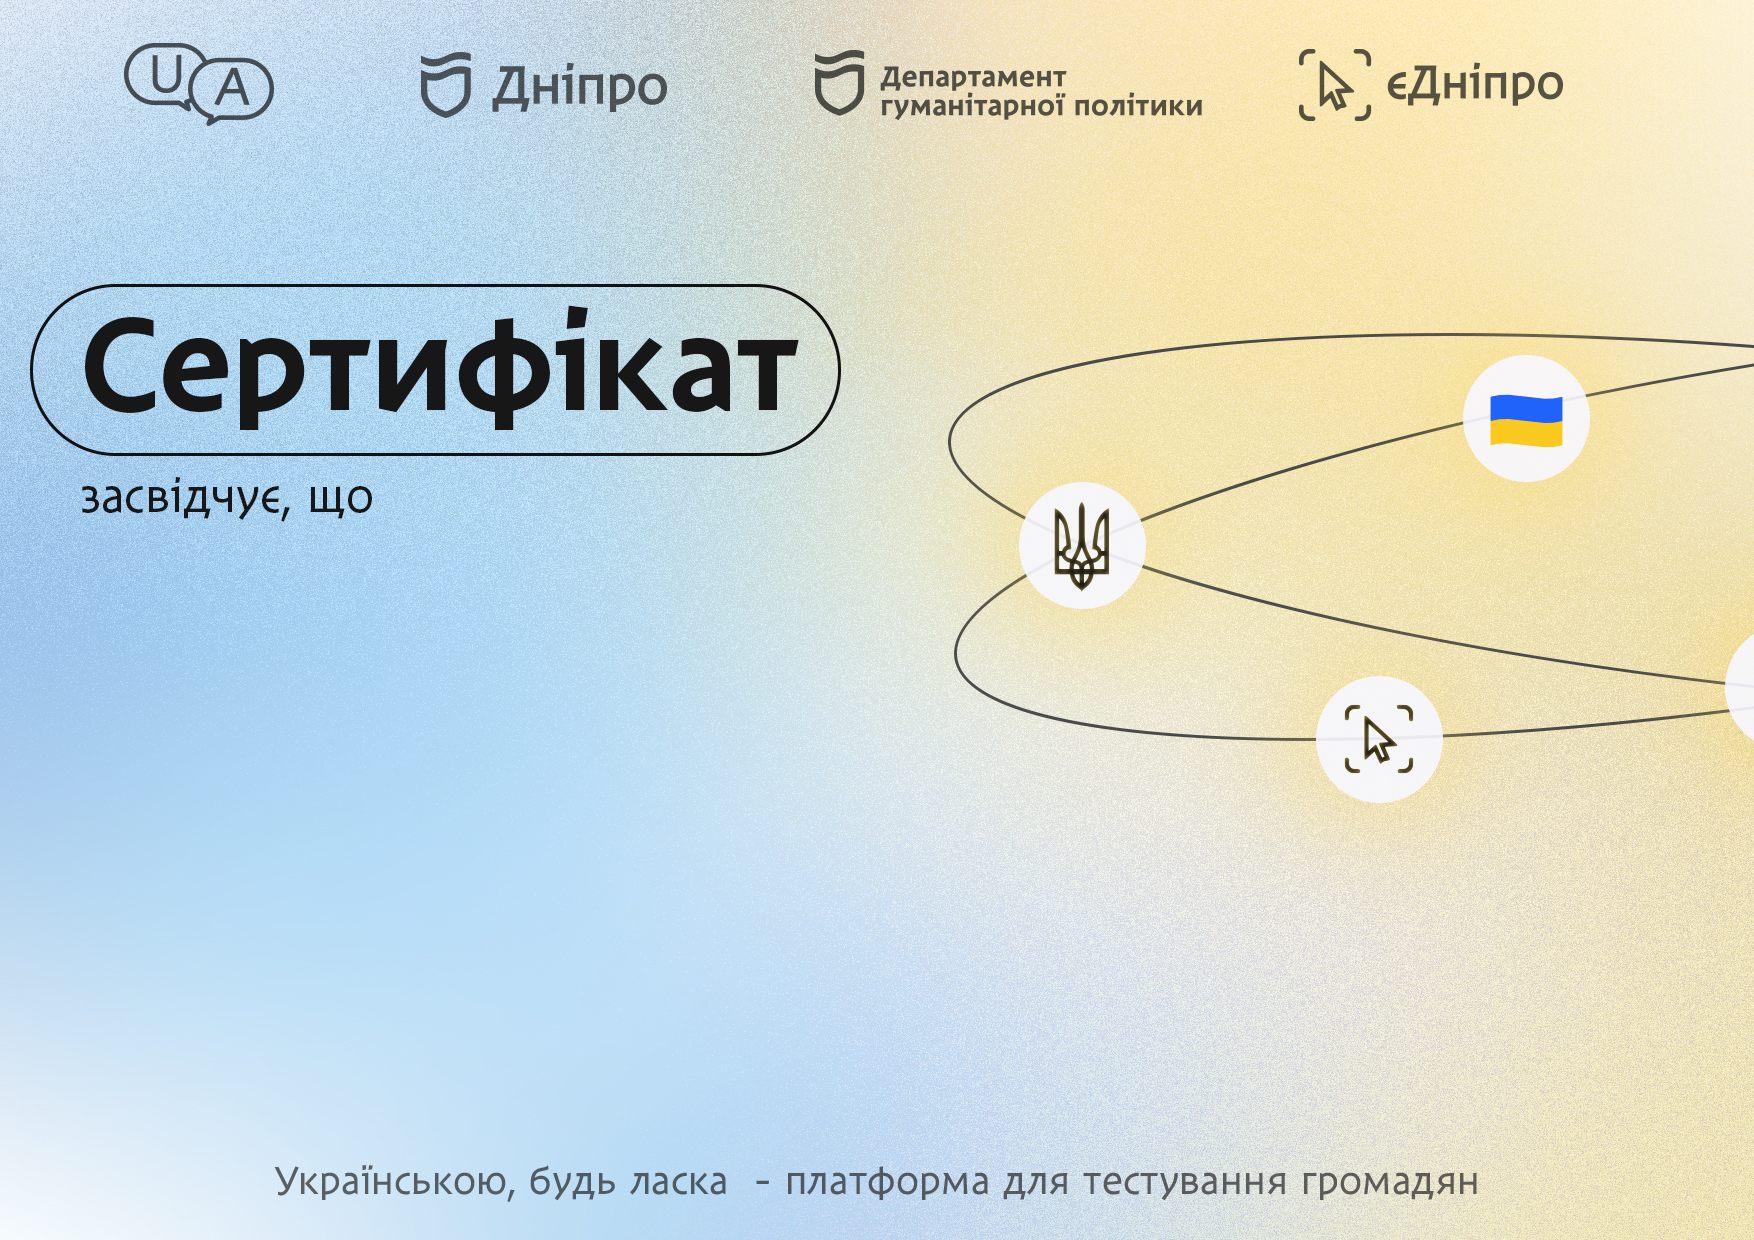 UA
Дніпро
Департамент
гуманітарної політики
єДніпро
Сертифікат
засвідчує, що
Українською, будь ласка - платформа для тестування громадян